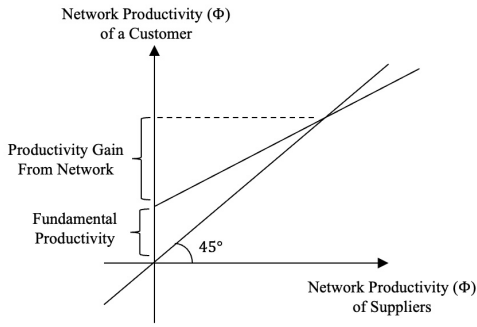 Network Productivity (Φ)
of a Customer
Productivity Gain
From Network
Fundamental
Productivity
45°
Network Productivity (Φ)
of Suppliers